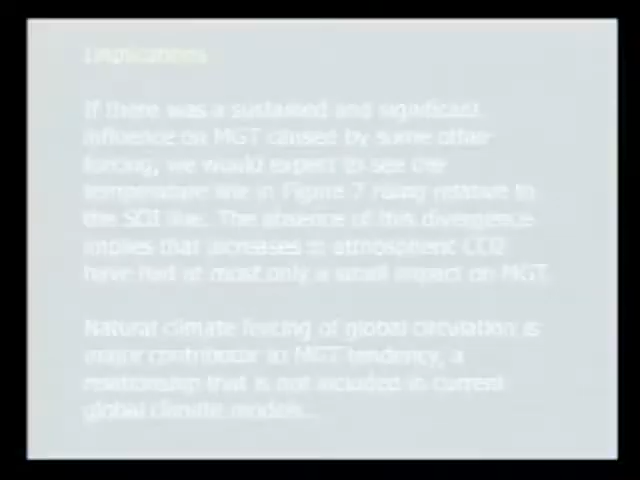 Implications
If there was a sustained and significant
influence on MGT caused by some other
forcing, we would expect to see the
temperature line in Figure 7 rising relative to
the SOI line. The absence of this divergence
implies that increases in atmospheric CO2
have had at most only a small impact on MGT.
Natural climate forcing of global circulation is
major contributor to MGT tendency, a
relationship that is not included in current
global climate models...